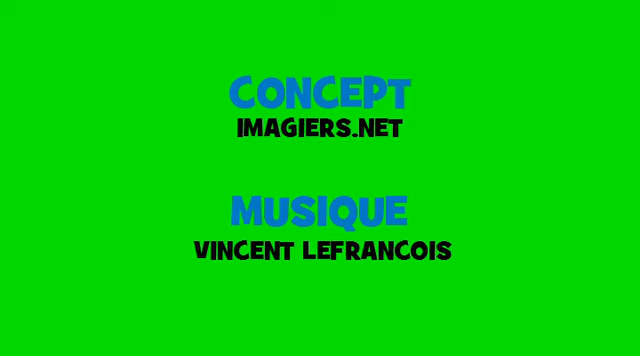 CONCEPT
IMAGIERS.NET
MUSIQUE
VINCENT LEFRANCOIS